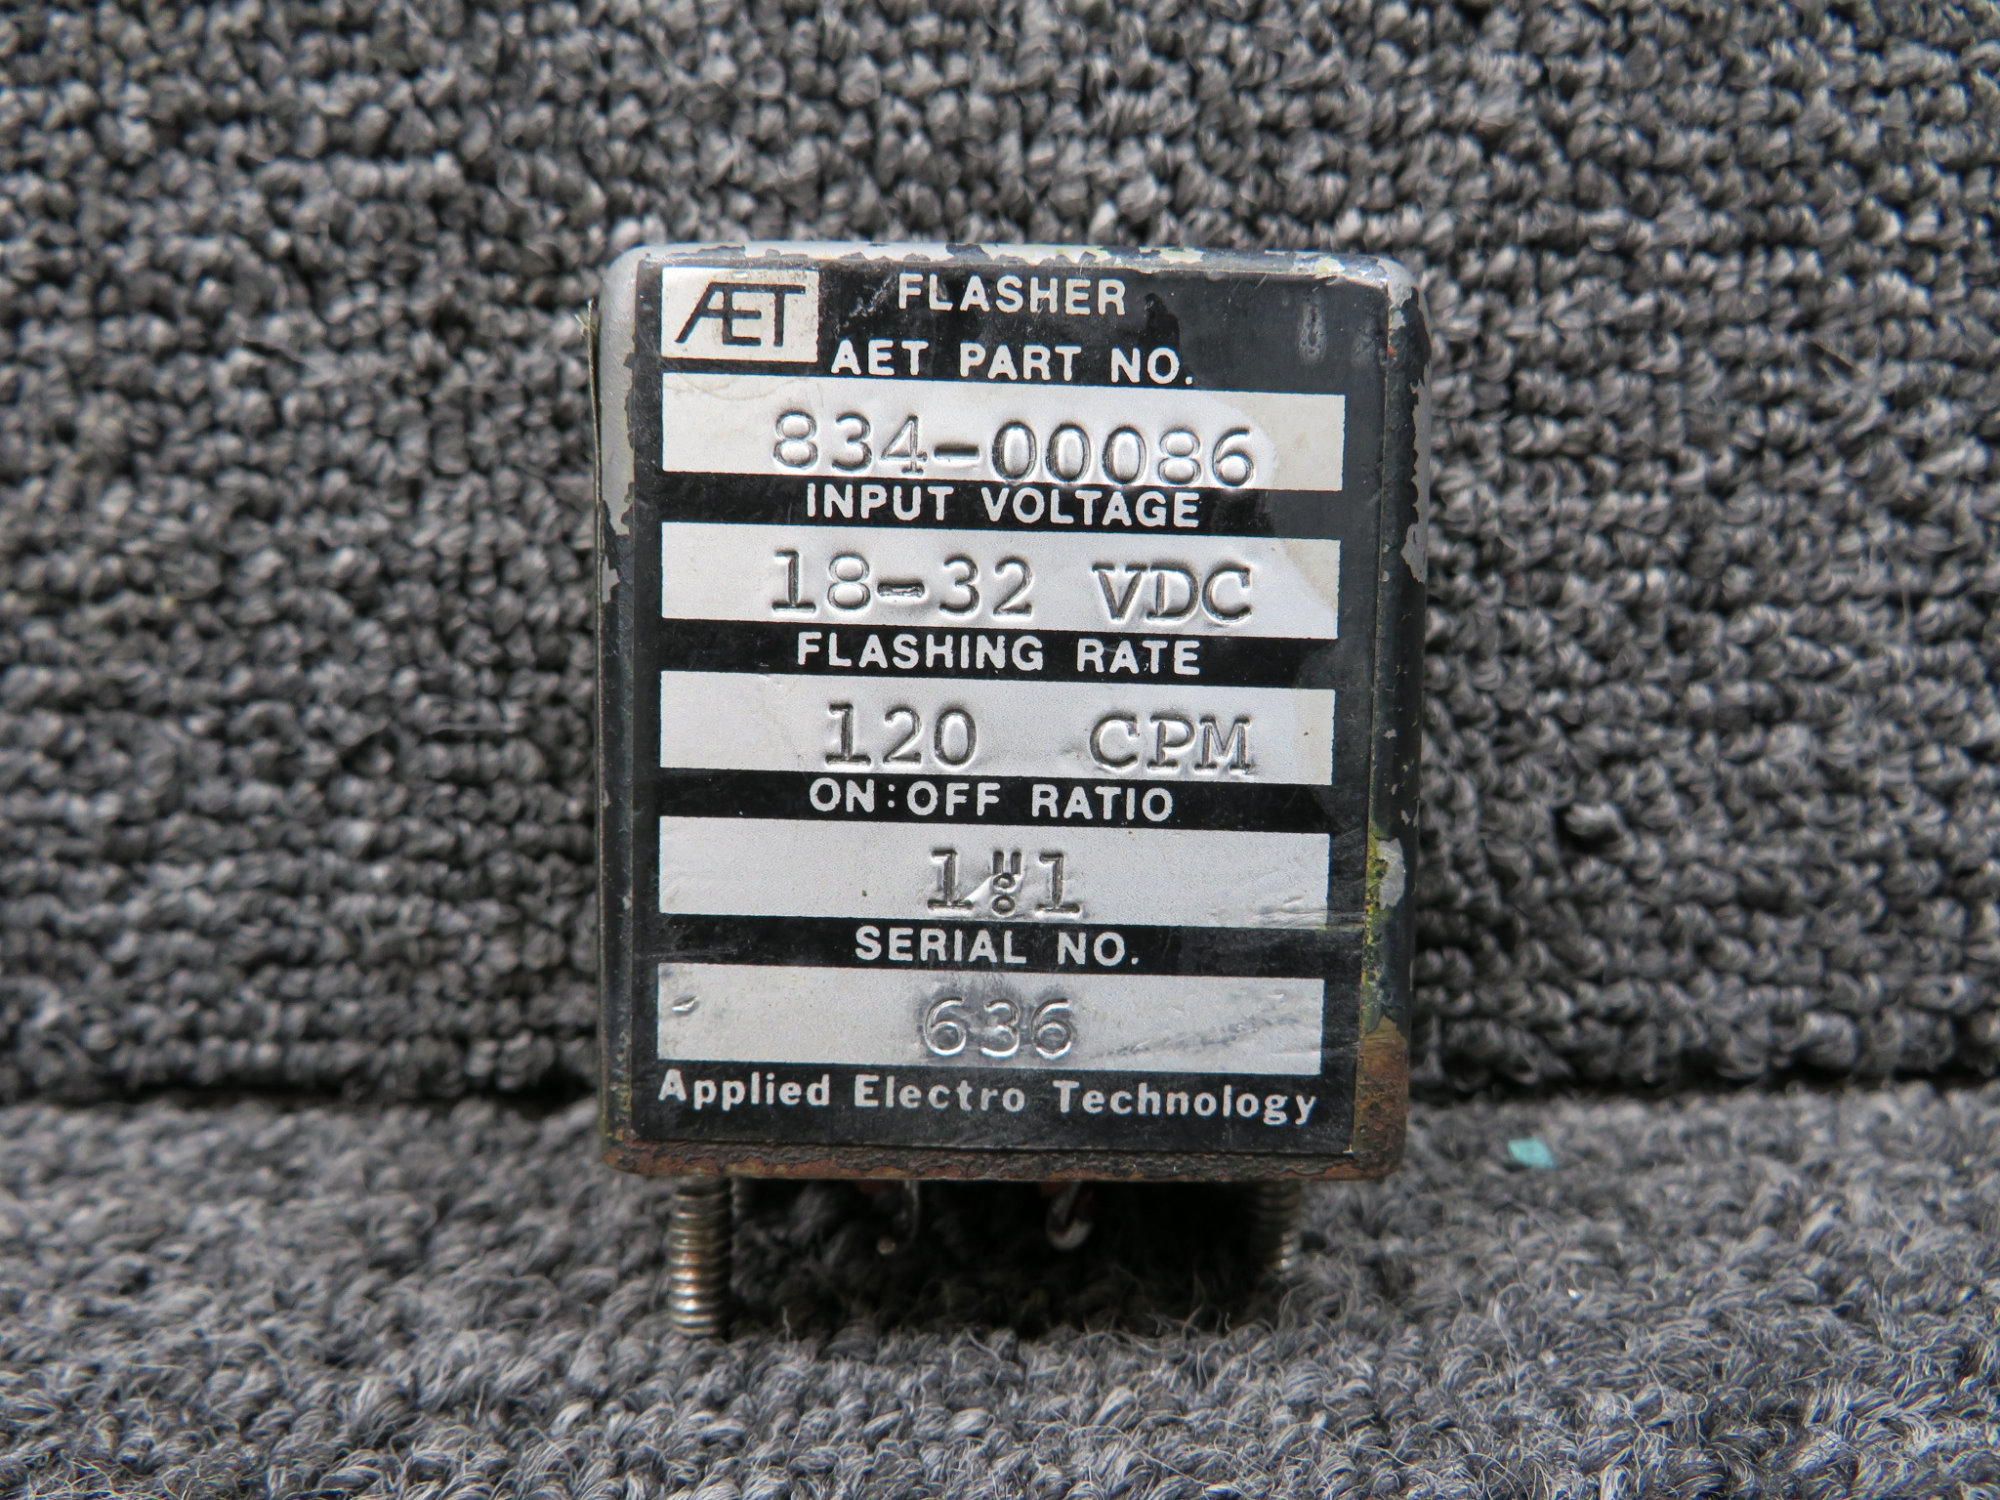 AET
FLASHER
AET PART NO.
834-00086
INPUT VOLTAGE
18-32 VDC
FLASHING RATE
120 CPM
ON:OFF RATIO
1:1
SERIAL NO.
636
Applied Electro Technology